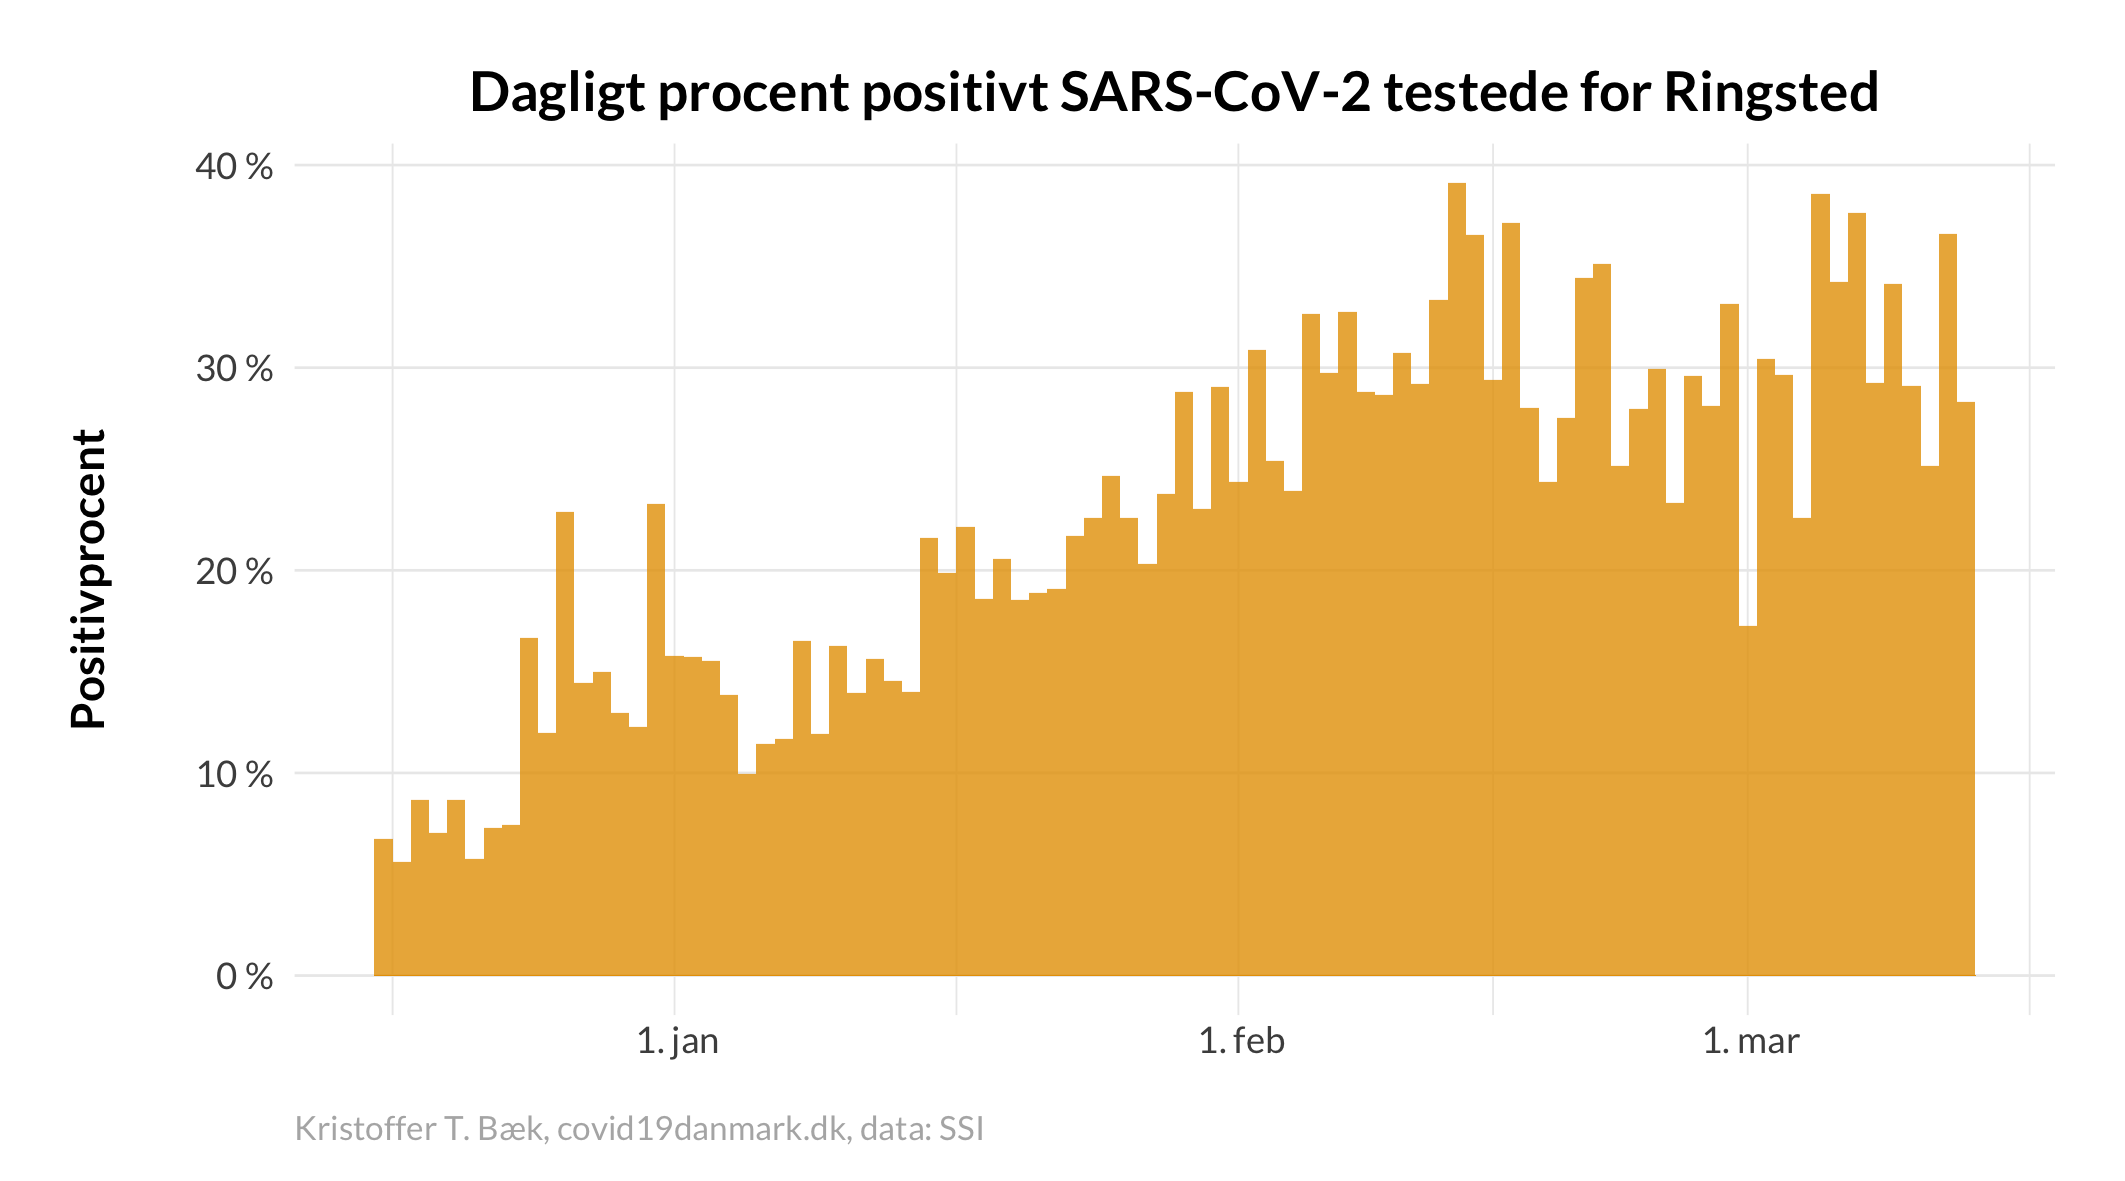 Dagligt procent positivt SARS-CoV-2 testede for Ringsted
Positivprocent
40 %
30 %
20 %
10 %
0 %
1. jan
1. feb
1. mar
Kristoffer T. Bæk, covid19danmark.dk, data: SSI